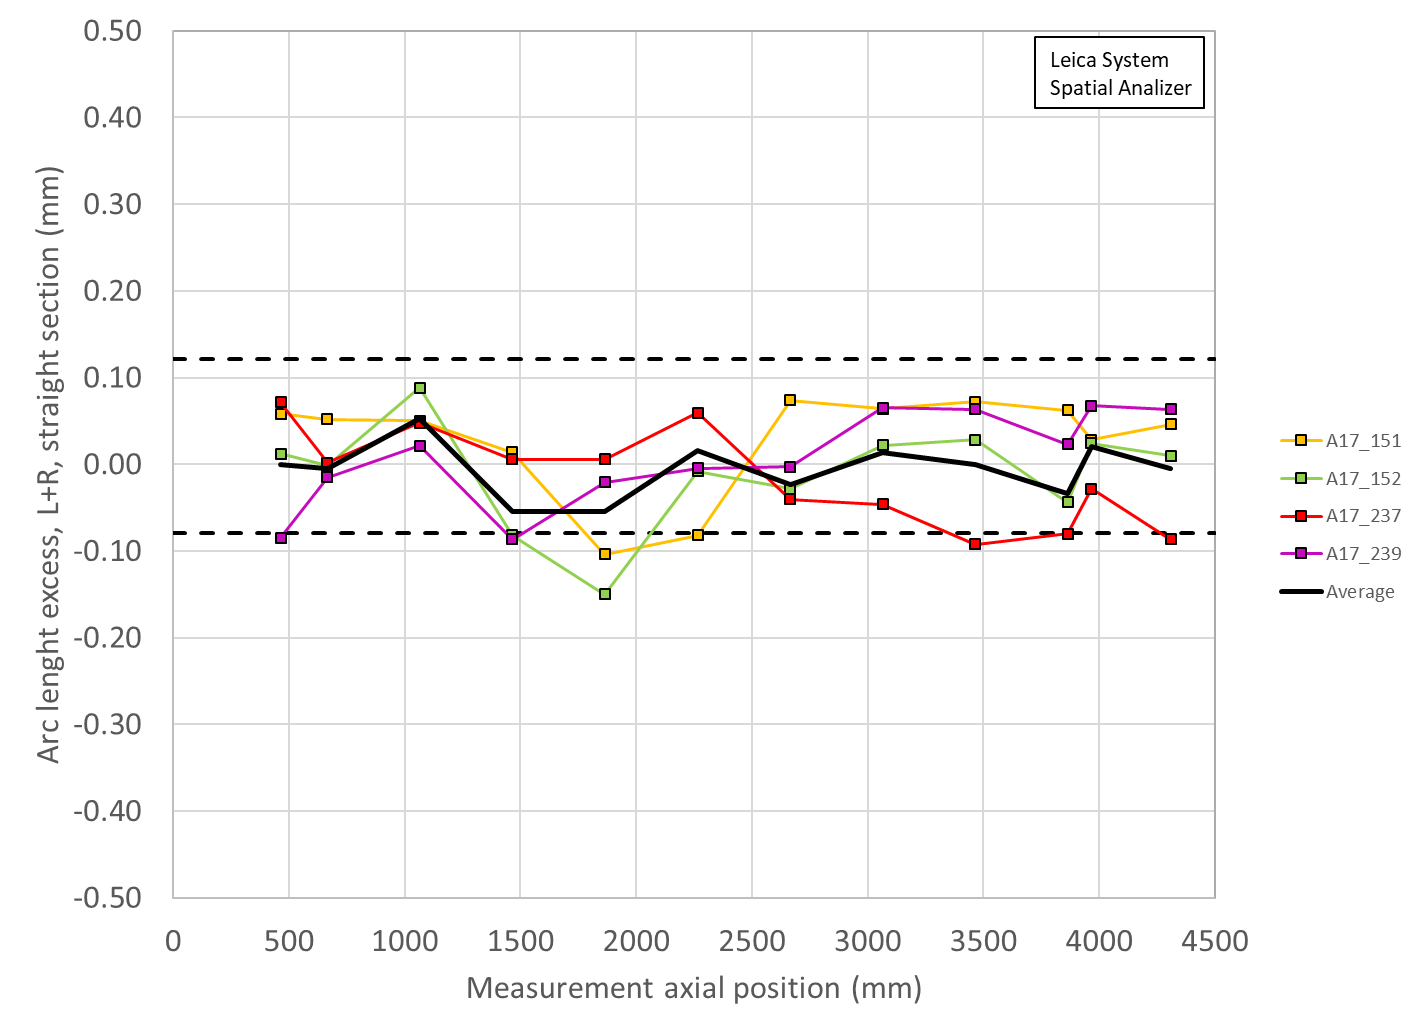 0.50
0.40
0.30
0.20
0.10
0.00
-0.10
-0.20
-0.30
-0.40
-0.50
Arc lenght excess, L+R, straight section (mm)
Leica System
Spatial Analizer
A17_151
A17_152
A17_237
A17_239
Average
0 500 1000 1500 2000 2500 3000 3500 4000 4500
Measurement axial position (mm)